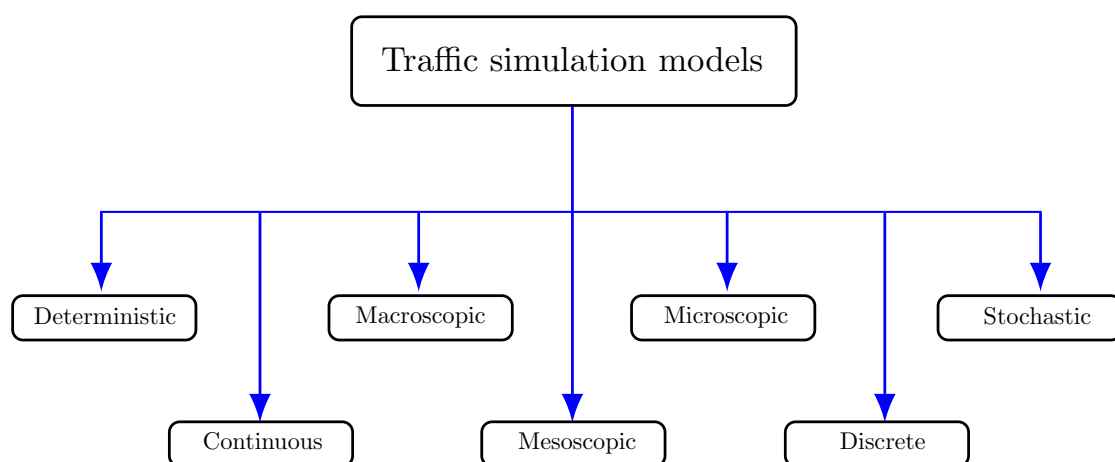 Traffic simulation models
Deterministic
Macroscopic
Microscopic
Stochastic
Continuous
Mesoscopic
Discrete